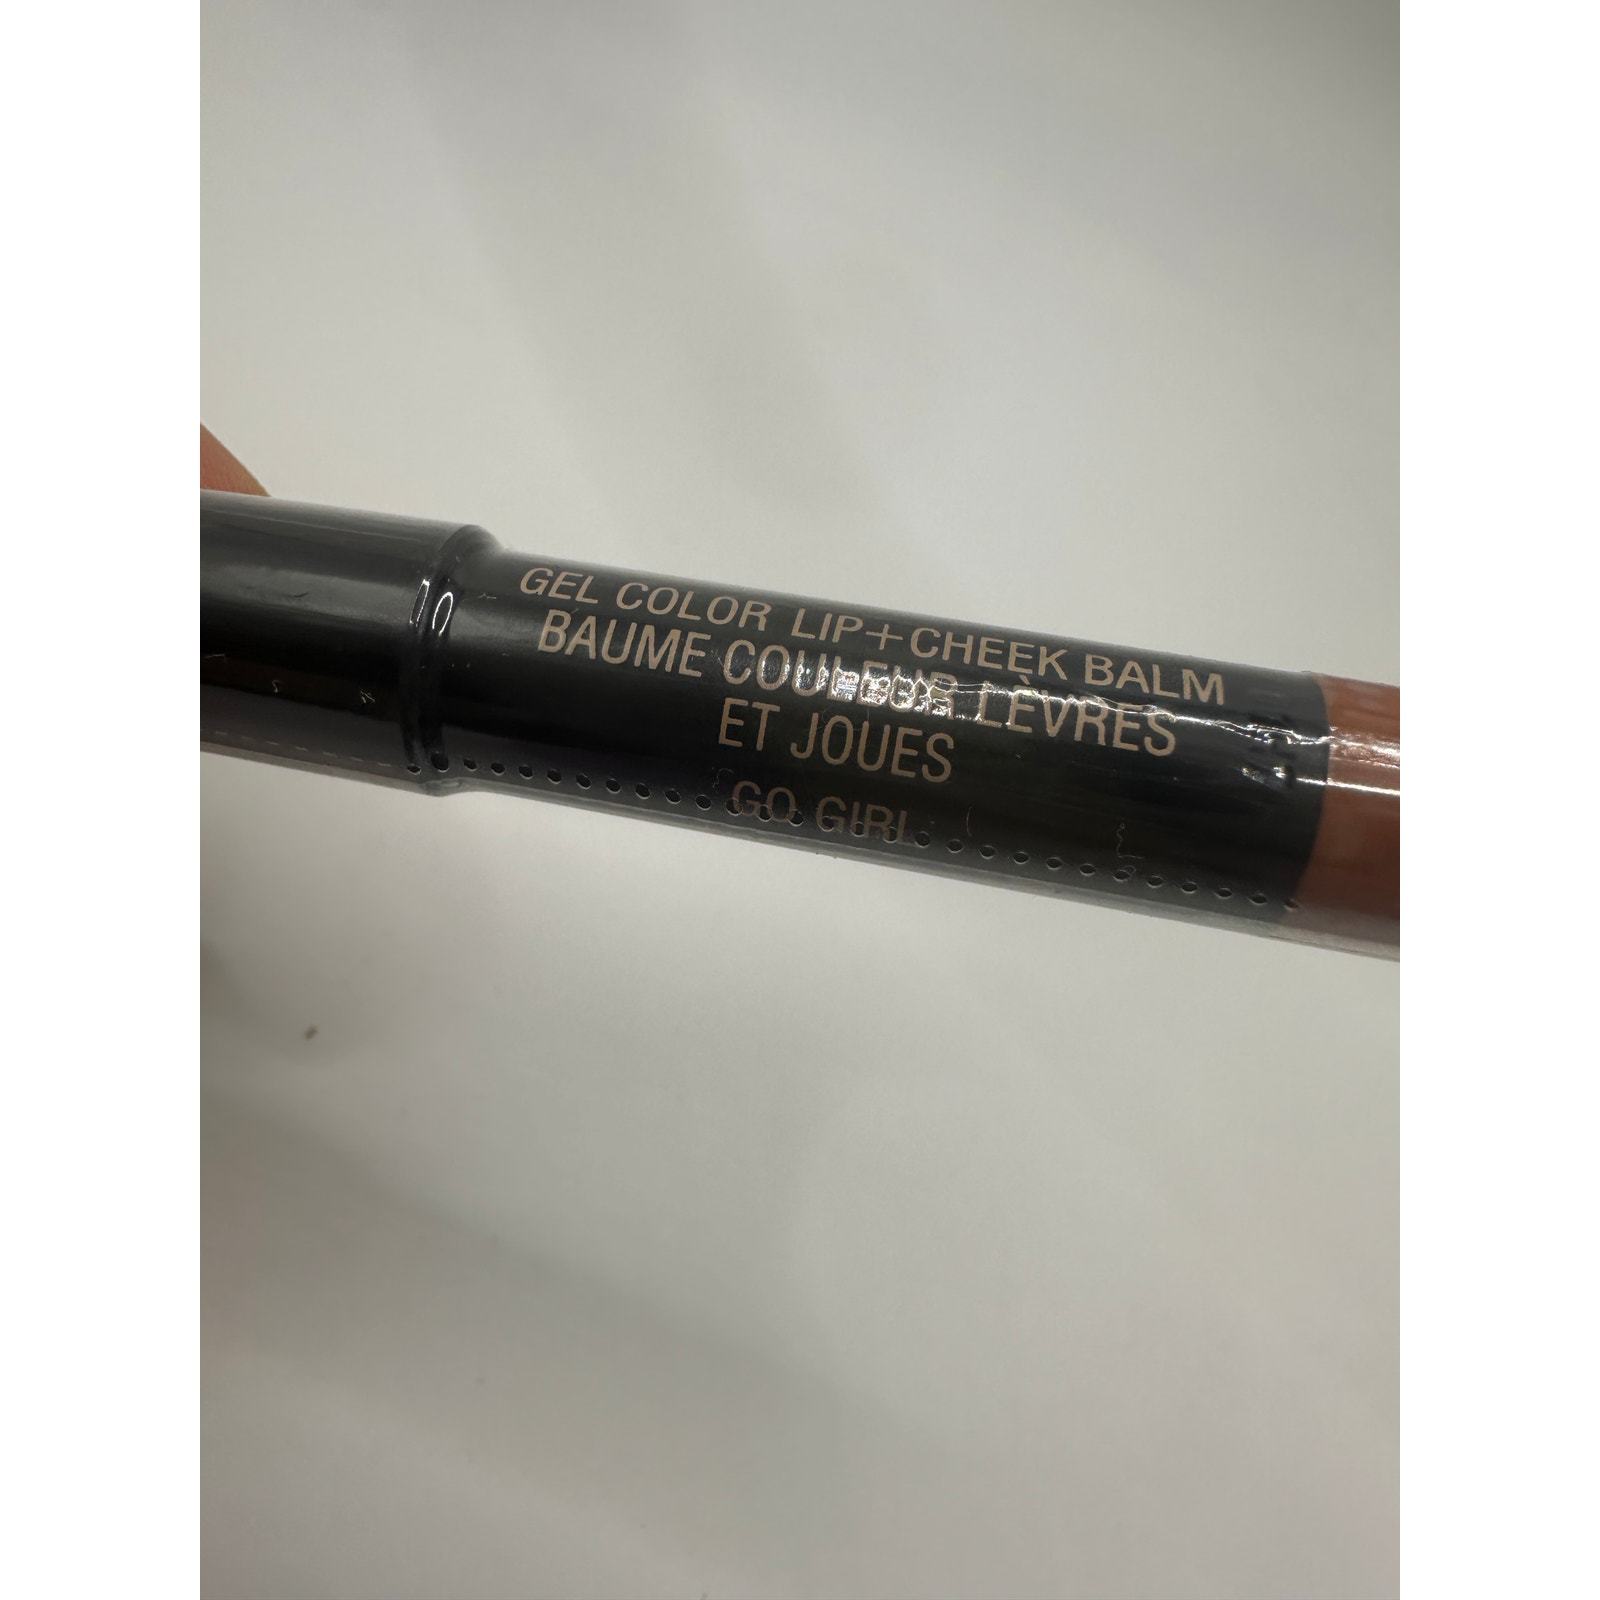 GEL COLOR LIP+CHEEK BALM
BAUME COULEUR LÈVRES
ET JOUES
GO GIRL